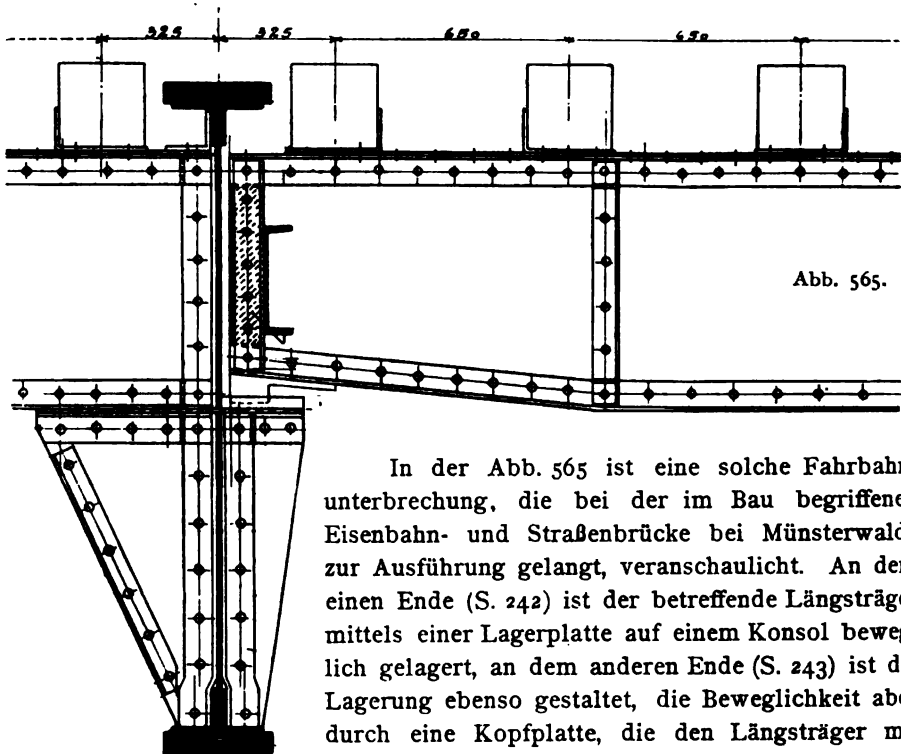 325 325 650 650
Abb. 565.
In der Abb. 565 ist eine solche Fahrbahn
unterbrechung, die bei der im Bau begriffene
Eisenbahn- und Straßenbrücke bei Münsterwald
zur Ausführung gelangt, veranschaulicht. An dem
einen Ende (S. 242) ist der betreffende Längsträge
mittels einer Lagerplatte auf einem Konsol beweg
lich gelagert, an dem anderen Ende (S. 243) ist d
Lagerung ebenso gestaltet, die Beweglichkeit abe
durch eine Kopfplatte, die den Längsträger m